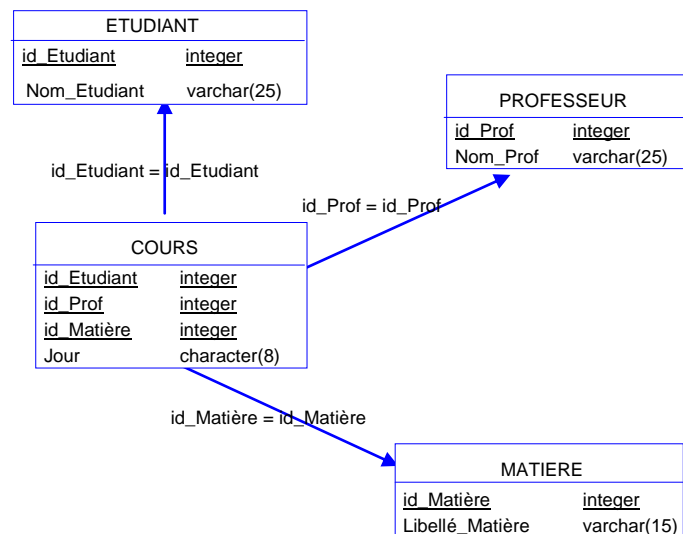 ETUDIANT
id_Etudiant integer
Nom_Etudiant varchar(25)
PROFESSEUR
id_Prof integer
Nom_Prof varchar(25)
id_Etudiant = id_Etudiant
id_Prof = id_Prof
COURS
id_Etudiant integer
id_Prof integer
id_Matière integer
Jour character(8)
id_Matière = id_Matière
MATIERE
id_Matière integer
Libellé_Matière varchar(15)